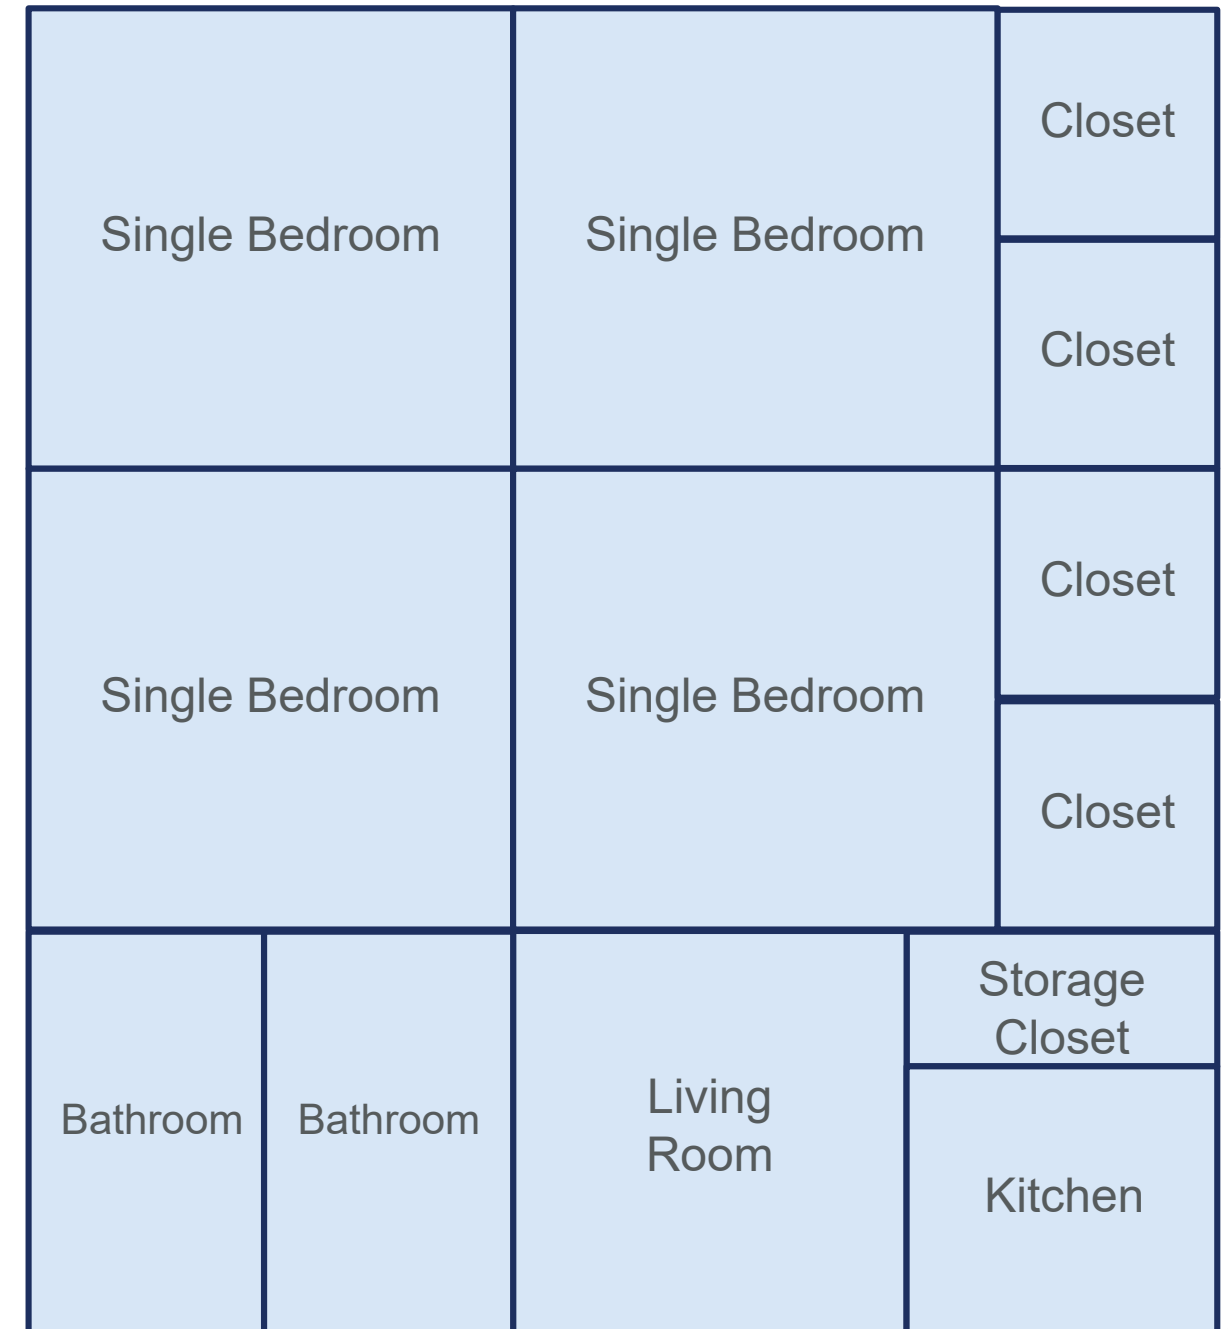 Single Bedroom
Single Bedroom
Closet
Closet
Single Bedroom
Single Bedroom
Closet
Closet
Bathroom
Bathroom
Living
Room
Storage
Closet
Kitchen